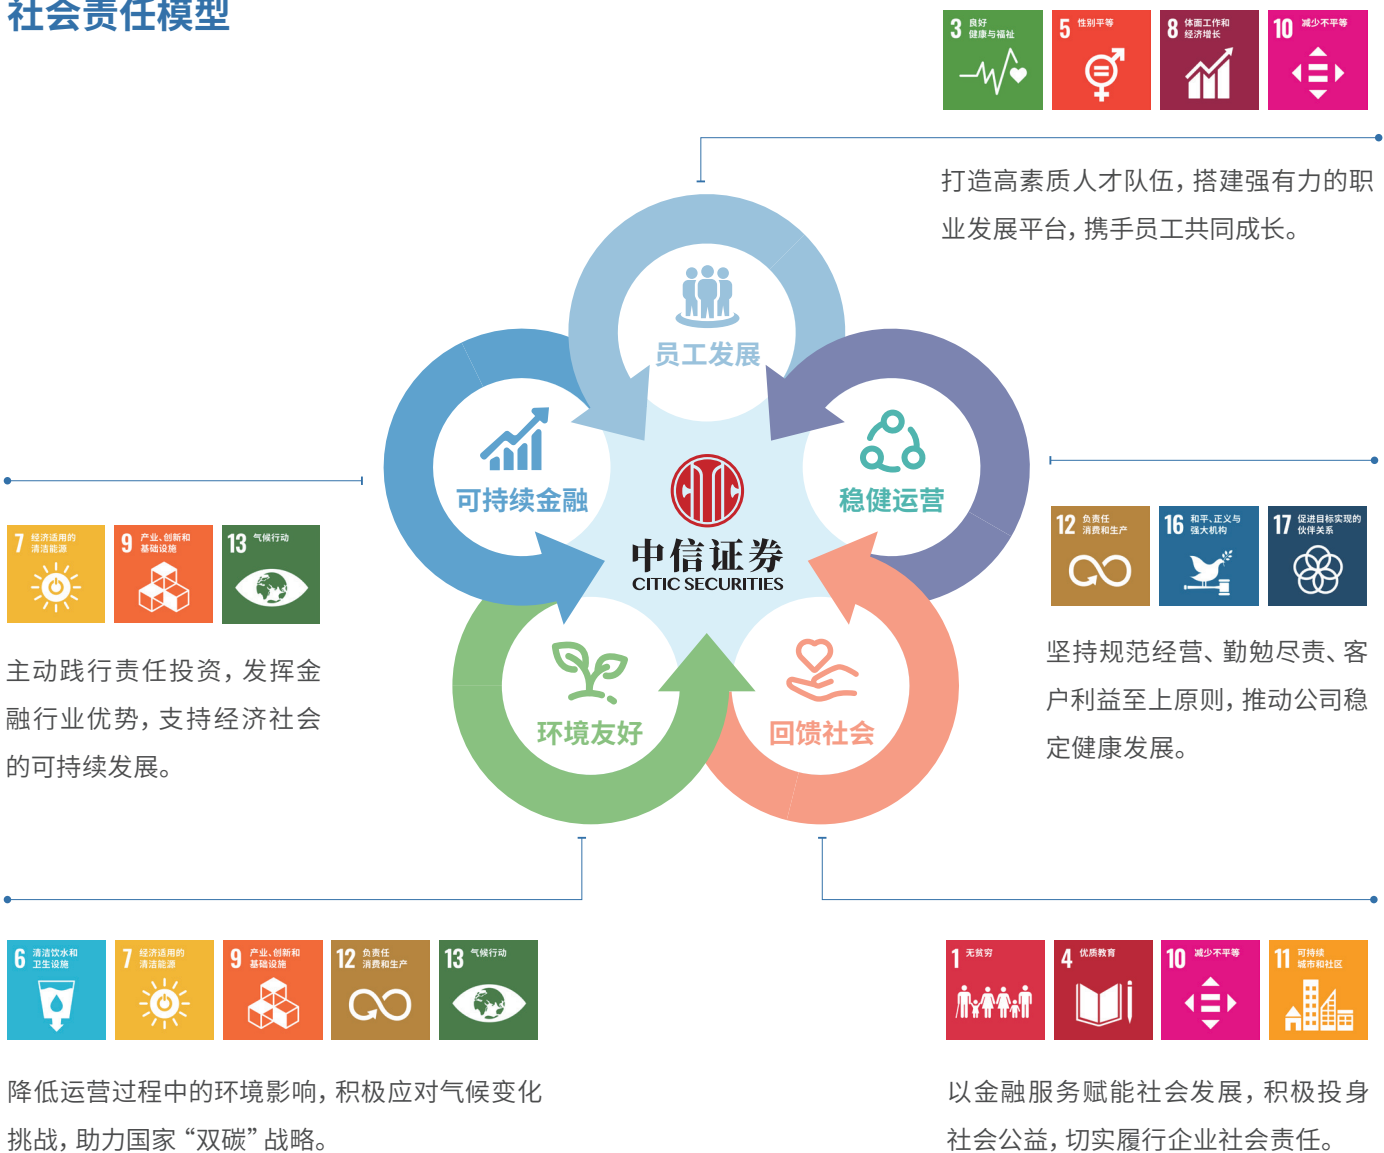 社会责任模型
3 良好
健康与福祉
5 性别平等
8 体面工作和
经济增长
10 减少不平等
打造高素质人才队伍，搭建强有力的职
业发展平台，携手员工共同成长。
员工发展
可持续金融
稳健运营
中信证券
CITIC SECURITIES
环境友好
回馈社会
7 经济适用的
清洁能源
9 产业、创新和
基础设施
13 气候行动
主动践行责任投资，发挥金
融行业优势，支持经济社会
的可持续发展。
12 负责任
消费和生产
16 和平、正义与
强大机构
17 促进目标实现的
伙伴关系
坚持规范经营、勤勉尽责、客
户利益至上原则，推动公司稳
定健康发展。
6 清洁饮水和
卫生设施
7 经济适用的
清洁能源
9 产业、创新和
基础设施
12 负责任
消费和生产
13 气候行动
降低运营过程中的环境影响，积极应对气候变化
挑战，助力国家“双碳”战略。
1 无贫穷
4 优质教育
10 减少不平等
11 可持续
城市和社区
以金融服务赋能社会发展，积极投身
社会公益，切实履行企业社会责任。